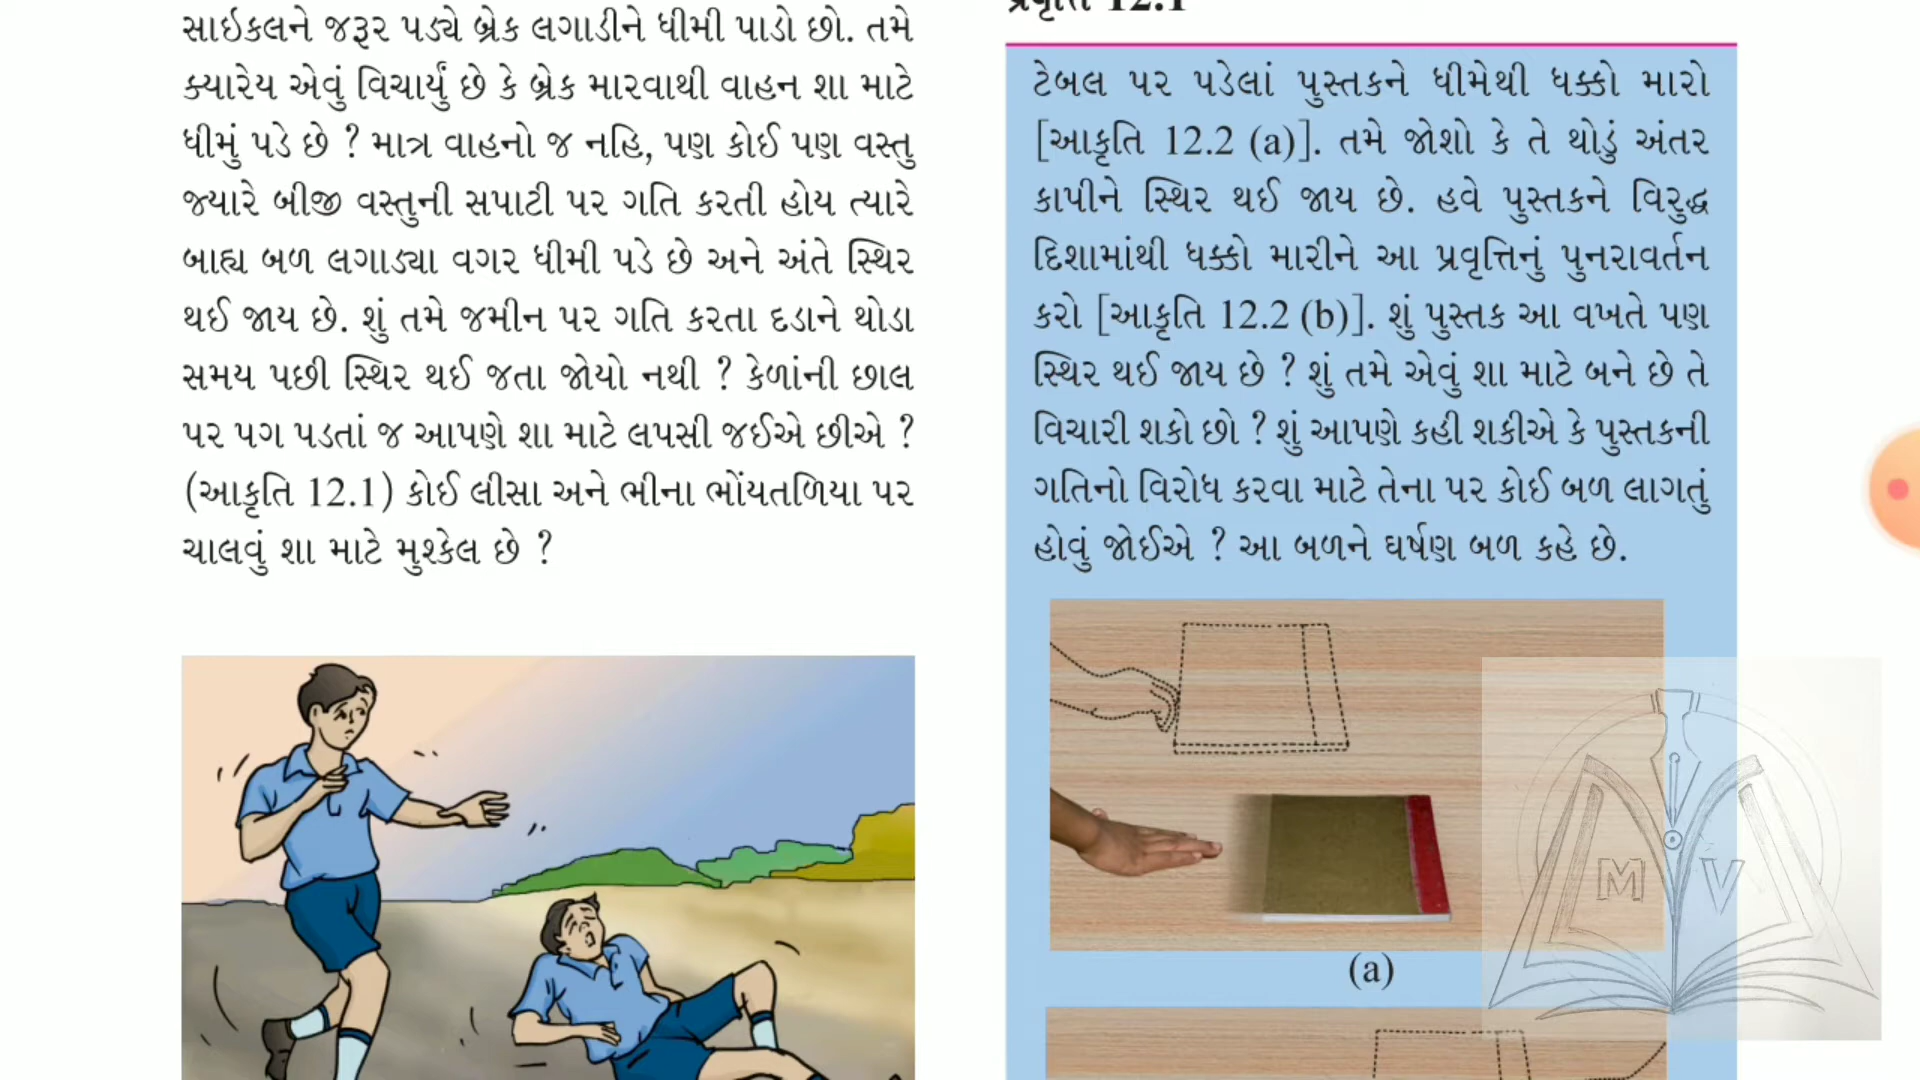 સાઇકલને જરૂર પડ્યે બ્રેક લગાડીને ધીમી પાડો છો. તમે
ક્યારેય એવું વિચાર્યું છે કે બ્રેક મારવાથી વાહન શા માટે
ધીમું પડે છે ? માત્ર વાહનો જ નહિ, પણ કોઈ પણ વસ્તુ
જ્યારે બીજી વસ્તુની સપાટી પર ગતિ કરતી હોય ત્યારે
બાહ્ય બળ લગાડ્યા વગર ધીમી પડે છે અને અંતે સ્થિર
થઈ જાય છે. શું તમે જમીન પર ગતિ કરતા દડાને થોડા
સમય પછી સ્થિર થઈ જતા જોયો નથી ? કેળાંની છાલ
પર પગ પડતાં જ આપણે શા માટે લપસી જઈએ છીએ ?
(આકૃતિ 12.1) કોઈ લીસા અને ભીના ભોંયતળિયા પર
ચાલવું શા માટે મુશ્કેલ છે ?
પ્રવૃત્તિ 12.1
ટેબલ પર પડેલાં પુસ્તકને ધીમેથી ધક્કો મારો
[આકૃતિ 12.2 (a)]. તમે જોશો કે તે થોડું અંતર
કાપીને સ્થિર થઈ જાય છે. હવે પુસ્તકને વિરુદ્ધ
દિશામાંથી ધક્કો મારીને આ પ્રવૃત્તિનું પુનરાવર્તન
કરો [આકૃતિ 12.2 (b)]. શું પુસ્તક આ વખતે પણ
સ્થિર થઈ જાય છે ? શું તમે એવું શા માટે બને છે તે
વિચારી શકો છો ? શું આપણે કહી શકીએ કે પુસ્તકની
ગતિનો વિરોધ કરવા માટે તેના પર કોઈ બળ લાગતું
હોવું જોઈએ ? આ બળને ઘર્ષણ બળ કહે છે.
(a)
M V